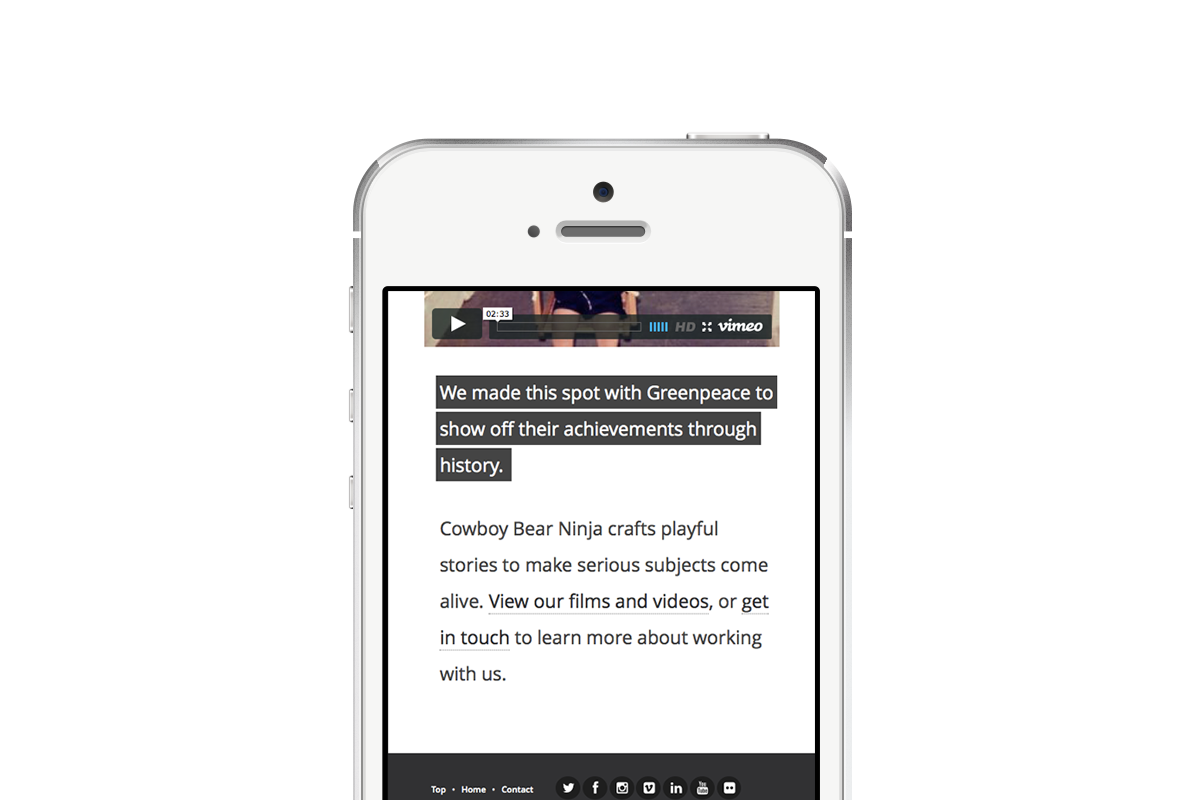 02:33
HD vimeo
We made this spot with Greenpeace to
show off their achievements through
history.
Cowboy Bear Ninja crafts playful
stories to make serious subjects come
alive. View our films and videos, or get
in touch to learn more about working
with us.
Top • Home • Contact
You Tube